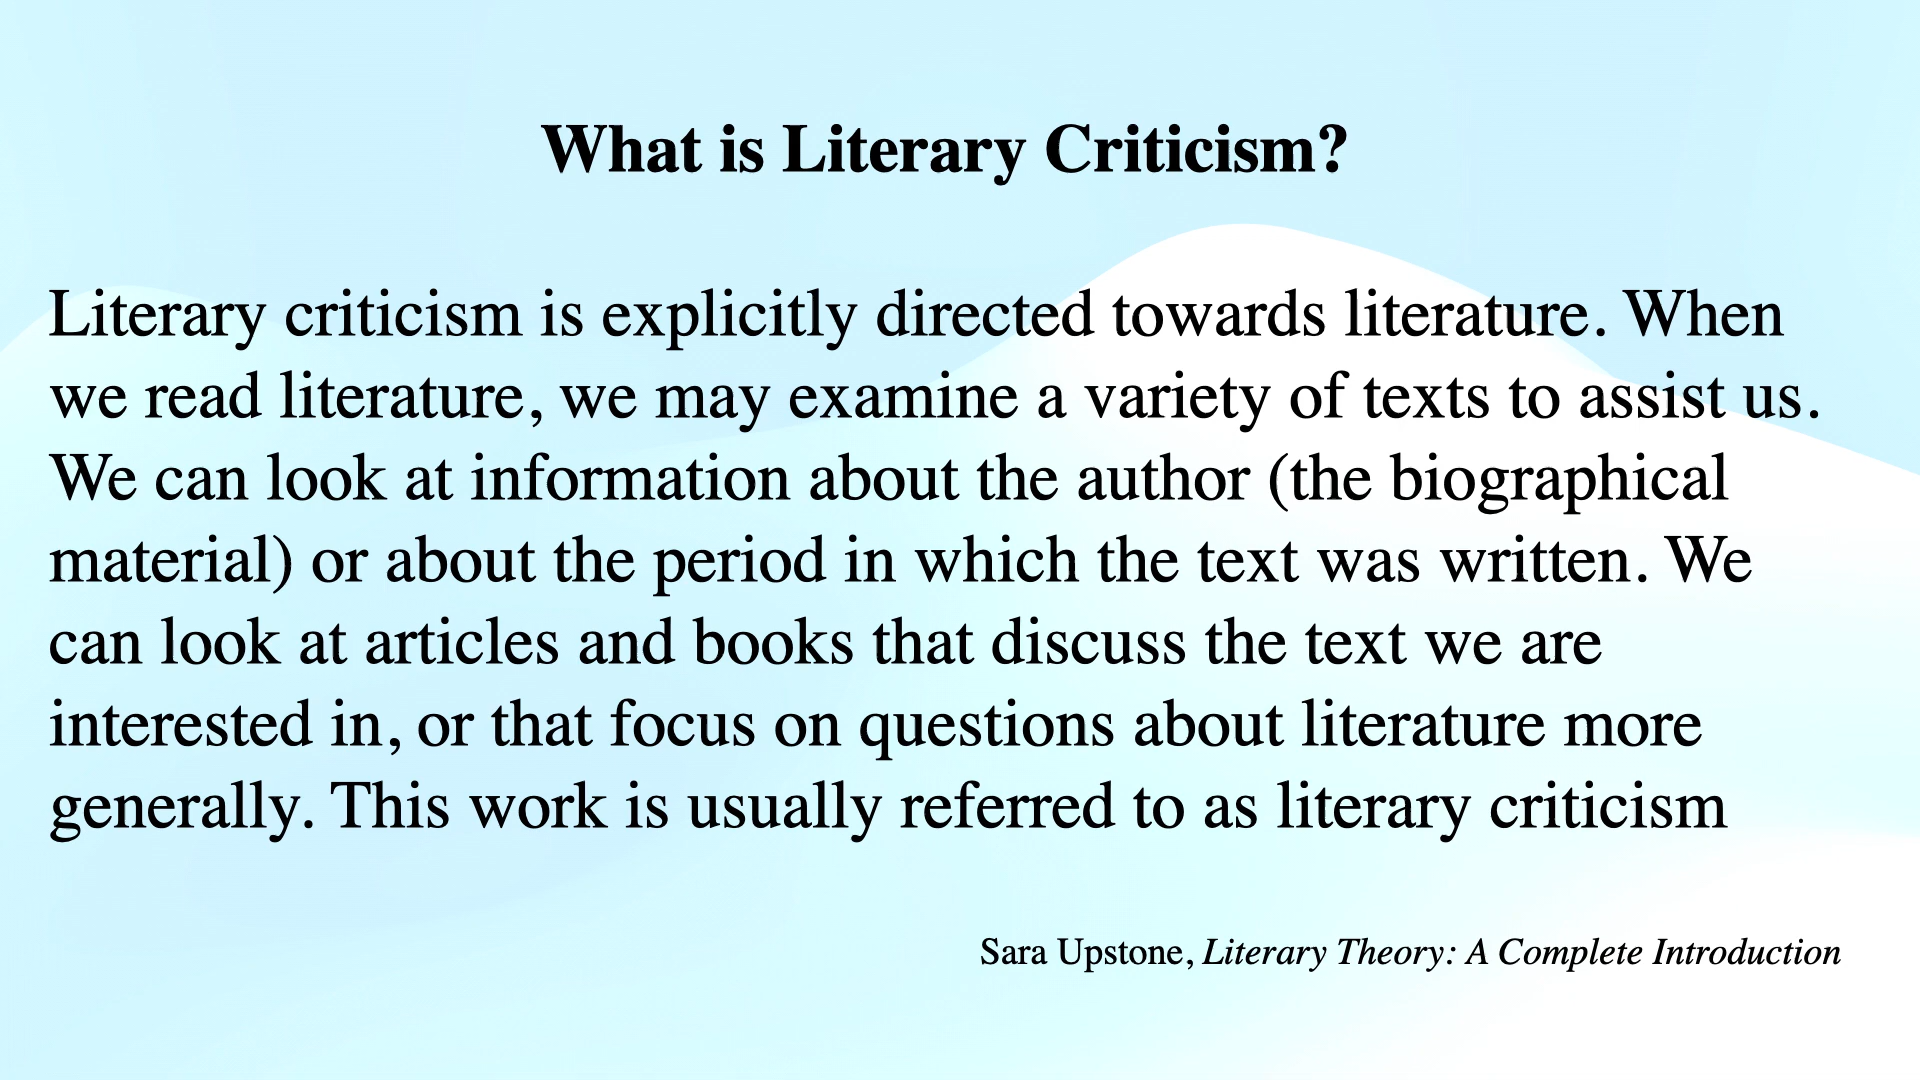 What is Literary Criticism?
Literary criticism is explicitly directed towards literature. When
we read literature, we may examine a variety of texts to assist us.
We can look at information about the author (the biographical
material) or about the period in which the text was written. We
can look at articles and books that discuss the text we are
interested in, or that focus on questions about literature more
generally. This work is usually referred to as literary criticism
Sara Upstone, Literary Theory: A Complete Introduction